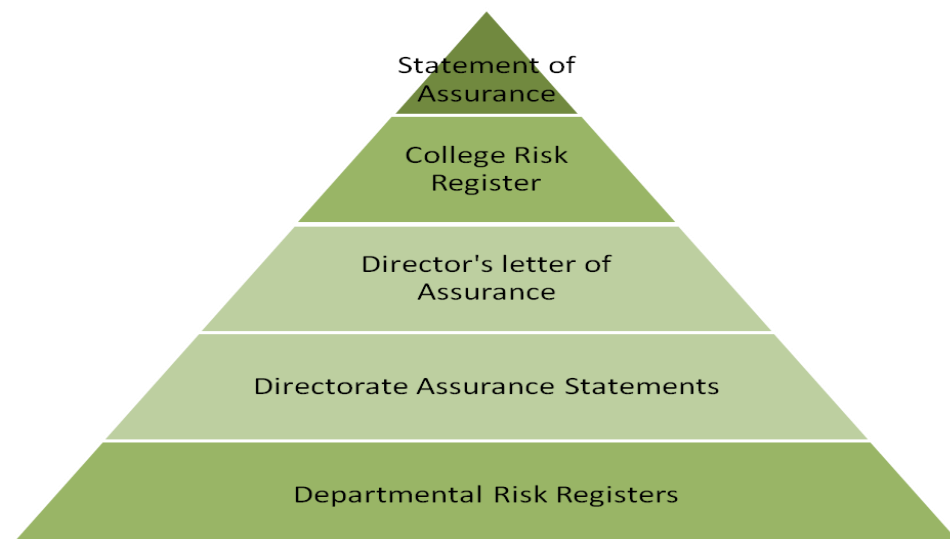 Statement of
Assurance
College Risk
Register
Director's letter of
Assurance
Directorate Assurance Statements
Departmental Risk Registers